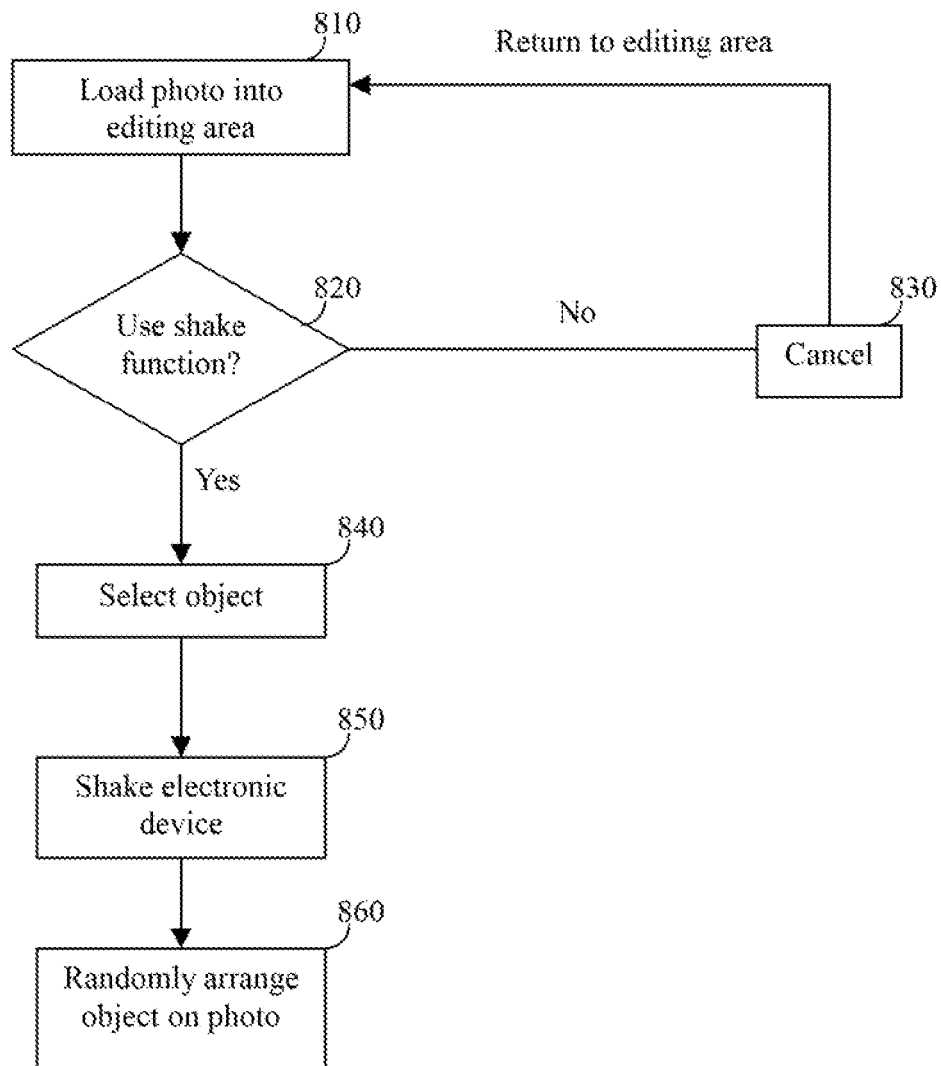 810
Return to editing area
Load photo into
editing area
820
Use shake
function?
No
830
Cancel
Yes
840
Select object
850
Shake electronic
device
860
Randomly arrange
object on photo